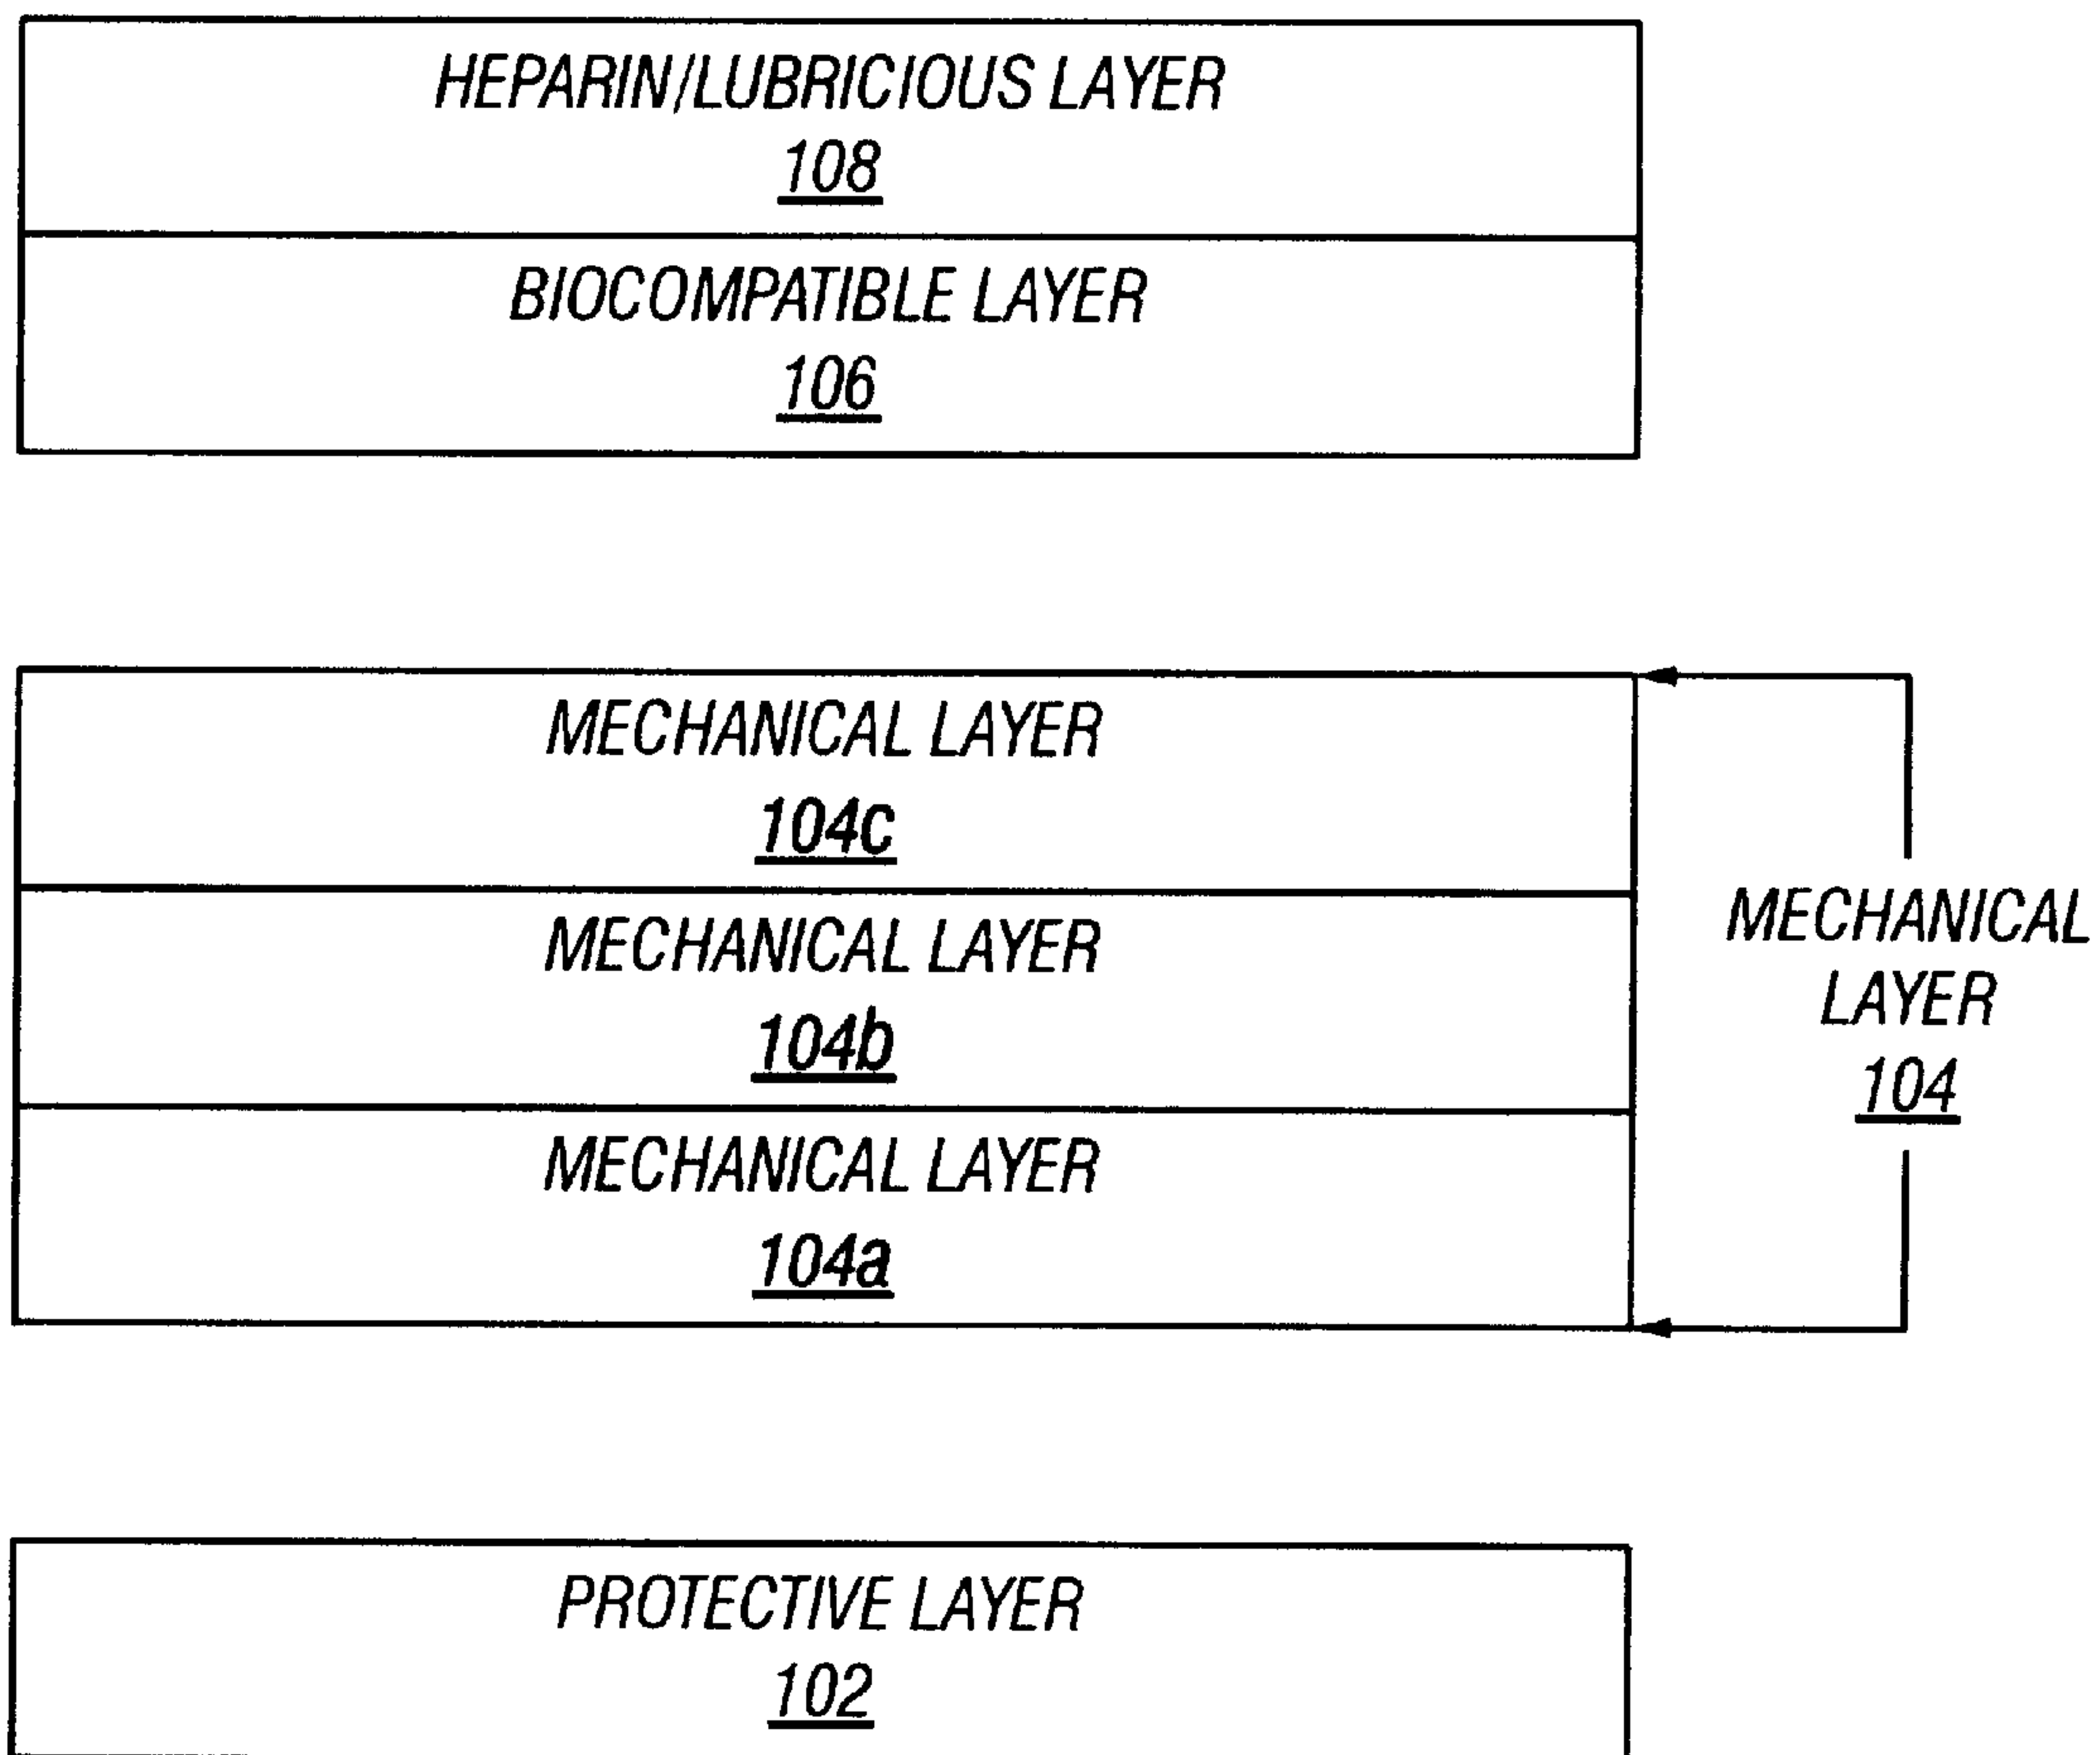 HEPARIN/LUBRICIOUS LAYER
108
BIOCOMPATIBLE LAYER
106
MECHANICAL LAYER
104c
MECHANICAL LAYER
104b
MECHANICAL LAYER
104a
MECHANICAL
LAYER
104
PROTECTIVE LAYER
102